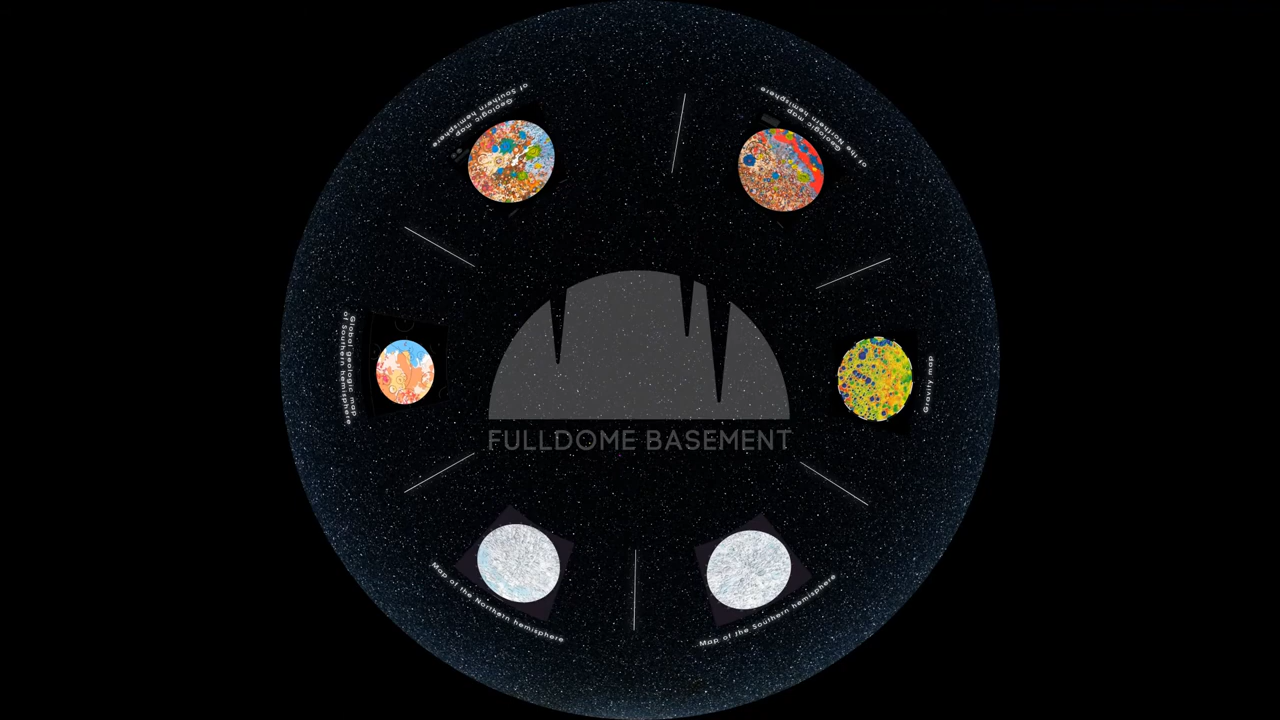 Geologic map
of Southern hemisphere
Geologic map
of the Northern hemisphere
Global geologic map
of Southern hemisphere
Gravity map
FULLDOME BASEMENT
Map of the Northern hemisphere
Map of the Southern hemisphere